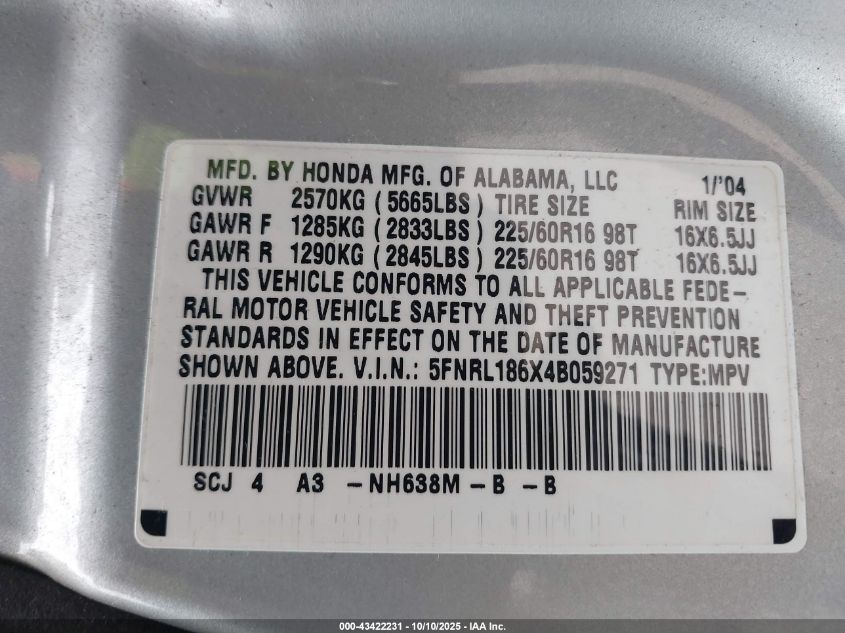 MFD. BY HONDA MFG. OF ALABAMA, LLC 1/'04
GVWR 2570KG (5665LBS) TIRE SIZE RIM SIZE
GAWR F 1285KG (2833LBS) 225/60R16 98T 16X6.5JJ
GAWR R 1290KG (2845LBS) 225/60R16 98T 16X6.5JJ
THIS VEHICLE CONFORMS TO ALL APPLICABLE FEDE-
RAL MOTOR VEHICLE SAFETY AND THEFT PREVENTION
STANDARDS IN EFFECT ON THE DATE OF MANUFACTURE
SHOWN ABOVE. V.I.N.: 5FNRL186X4B059271 TYPE:MPV
SCJ 4 A3 -NH638M -B -B
000-43422231 - 10/10/2025 - IAA Inc.